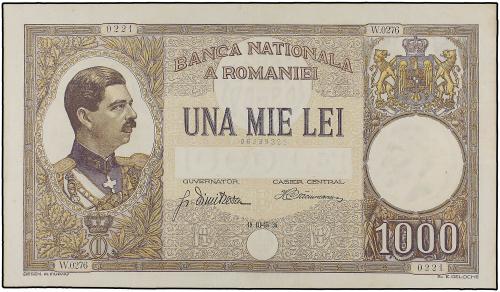 0221
W.0276
BANCA NATIONALA
A ROMANIEI
UNA MIE LEI
GUVERNATOR
CASIER CENTRAL
1000
W.0276
0221